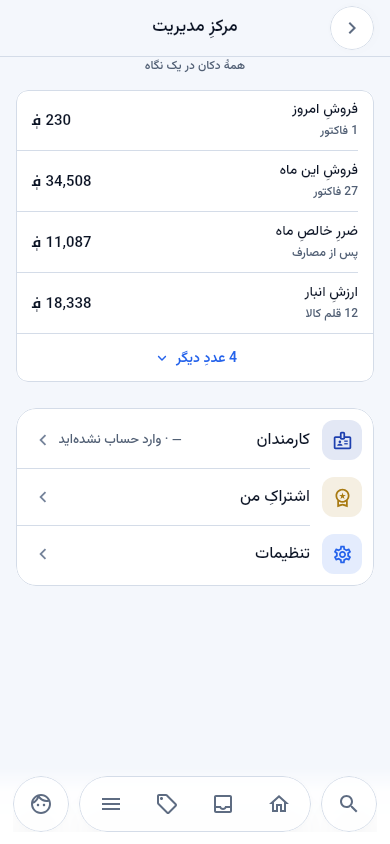 مرکزِ مدیریت
همهٔ دکان در یک نگاه
فروشِ امروز
1 فاکتور
230 ؋
فروشِ این ماه
27 فاکتور
34,508 ؋
ضررِ خالصِ ماه
پس از مصارف
11,087 ؋
ارزشِ انبار
12 قلم کالا
18,338 ؋
4 عددِ دیگر
کارمندان
— · وارد حساب نشده‌اید
اشتراکِ من
تنظیمات